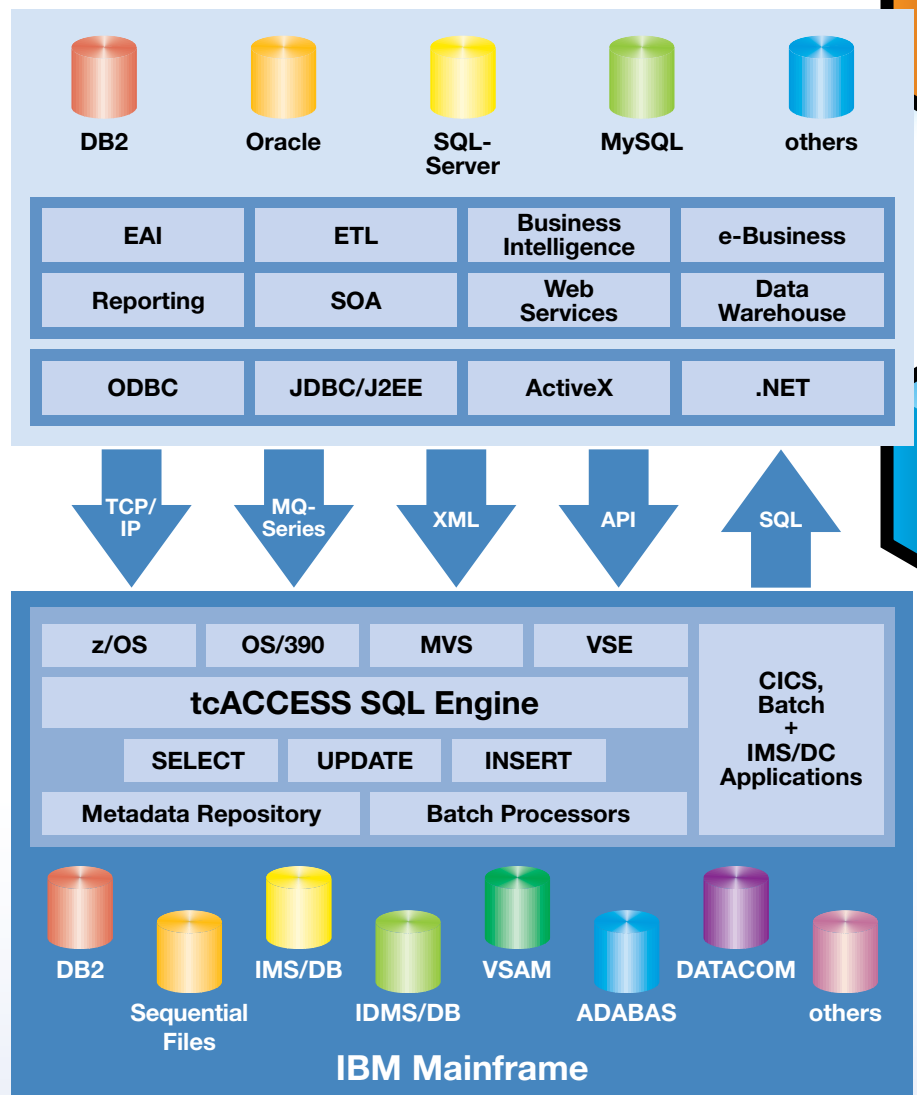 DB2
Oracle
SQL-
Server
MySQL
others
EAI
ETL
Business
Intelligence
e-Business
Reporting
SOA
Web
Services
Data
Warehouse
ODBC
JDBC/J2EE
ActiveX
.NET
TCP/
IP
MQ-
Series
XML
API
SQL
z/OS
OS/390
MVS
VSE
CICS,
Batch
+
IMS/DC
Applications
tcACCESS SQL Engine
SELECT
UPDATE
INSERT
Metadata Repository
Batch Processors
DB2
Sequential
Files
IMS/DB
IDMS/DB
VSAM
ADABAS
DATACOM
others
IBM Mainframe